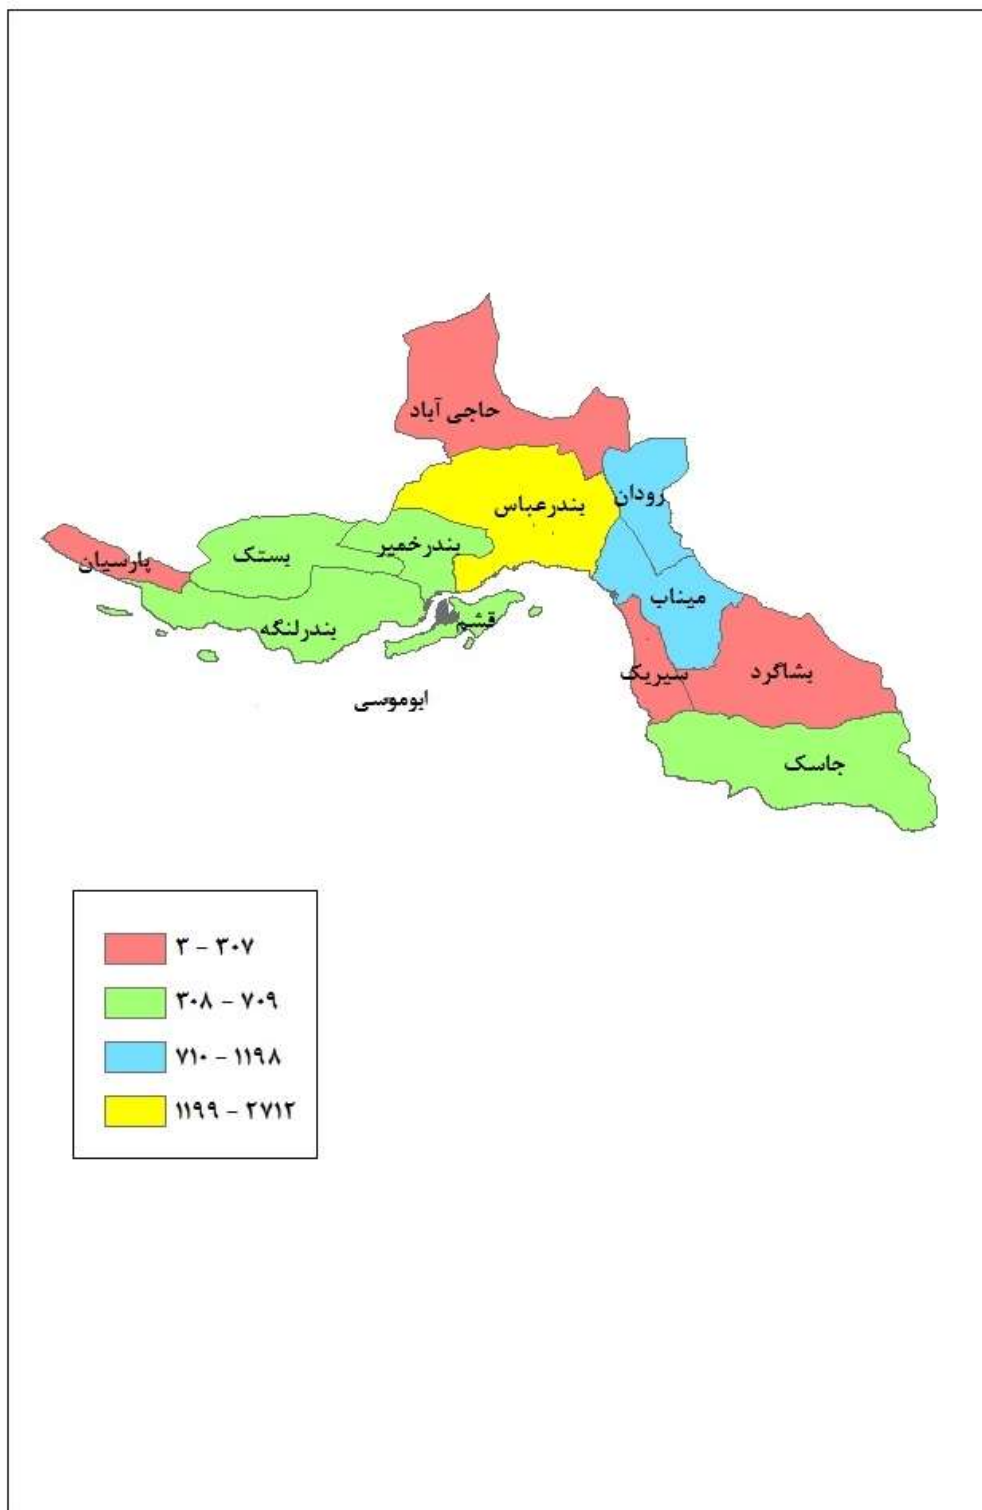 حاجی آباد
رودان
بندرعباس
بندرخمیر
بستک
پارسیان
میناب
قشم
بندرلنگه
بشاگرد
سیریک
ابوموسی
جاسک
۳ - ۳۰۷
۳۰۸ - ۷۰۹
۷۱۰ - ۱۱۹۸
۱۱۹۹ - ۲۷۱۲